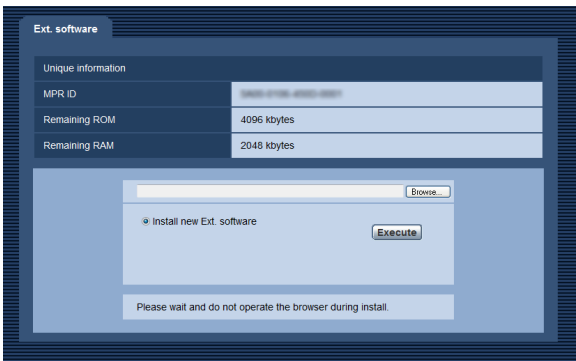 Ext. software
Unique information
MPR ID
Remaining ROM 4096 kbytes
Remaining RAM 2048 kbytes
Browse...
Install new Ext. software
Execute
Please wait and do not operate the browser during install.